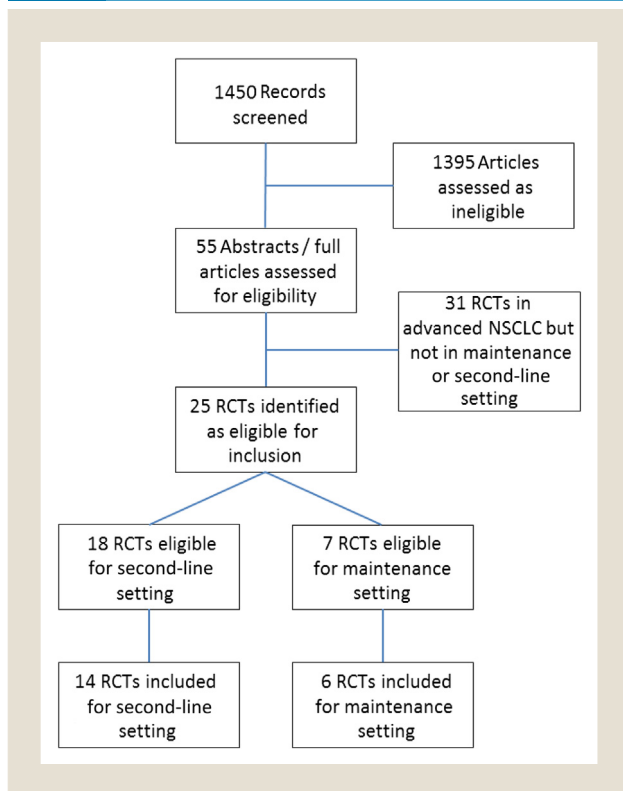 1450 Records
screened
1395 Articles
assessed as
ineligible
55 Abstracts / full
articles assessed
for eligibility
31 RCTs in
advanced NSCLC but
not in maintenance
or second-line
setting
25 RCTs identified
as eligible for
inclusion
18 RCTs eligible
for second-line
setting
7 RCTs eligible
for maintenance
setting
14 RCTs included
for second-line
setting
6 RCTs included
for maintenance
setting